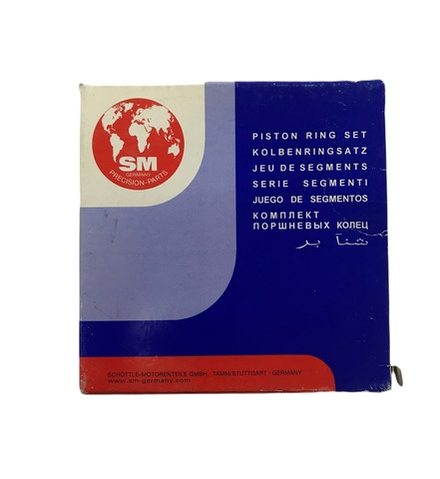 SM
GERMANY
PRECISION-PARTS
PISTON RING SET
KOLBENRINGSATZ
JEU DE SEGMENTS
SERIE SEGMENTI
JUEGO DE SEGMENTOS
КОМПЛЕКТ
ПОРШНЕВЫХ КОЛЕЦ
SCHÖTTLE-MOTORENTEILE GMBH · TAMM/STUTTGART · GERMANY
www.sm-germany.com